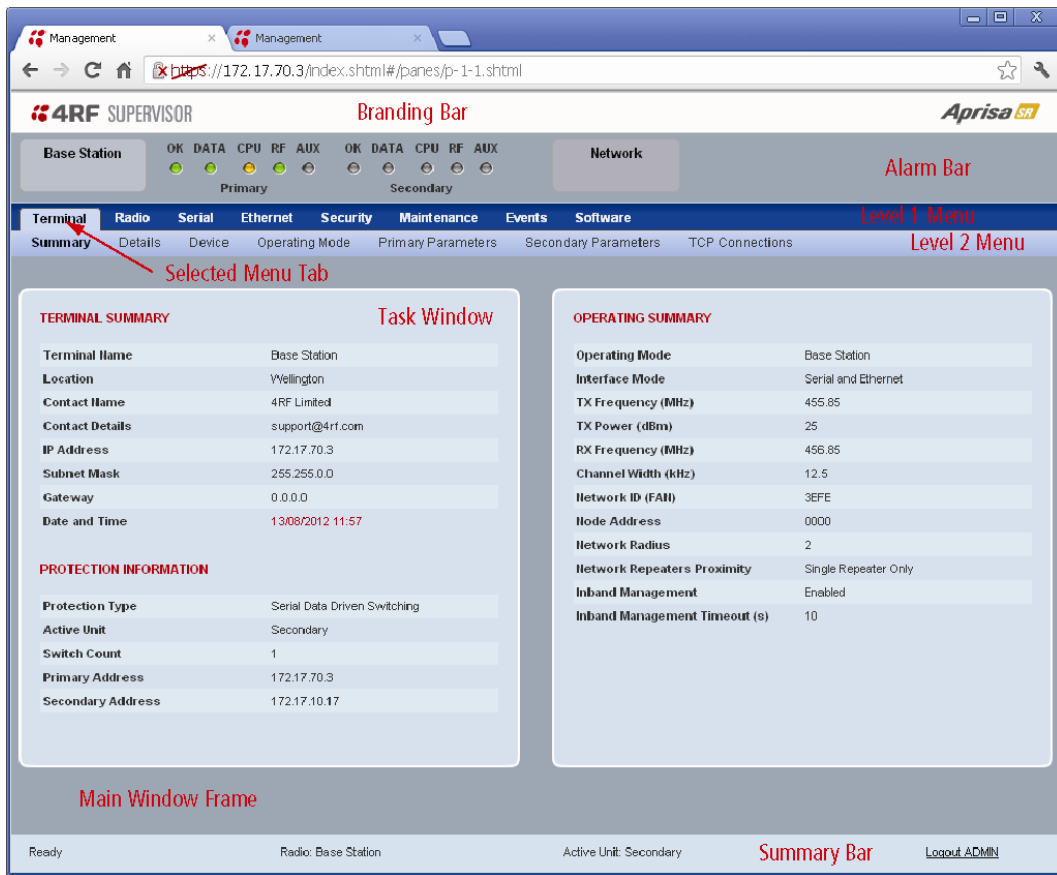 Management
Management
https://172.17.70.3/index.shtml#/panes/p-1-1.shtml
4RF SUPERVISOR
Branding Bar
Aprisa SR
Base Station
OK DATA CPU RF AUX
OK DATA CPU RF AUX
Primary
Secondary
Network
Alarm Bar
Terminal Radio Serial Ethernet Security Maintenance Events Software
Level 1 Menu
Summary Details Device Operating Mode Primary Parameters Secondary Parameters TCP Connections
Level 2 Menu
Selected Menu Tab
TERMINAL SUMMARY
Task Window
Terminal Name Base Station
Location Wellington
Contact Name 4RF Limited
Contact Details support@4rf.com
IP Address 172.17.70.3
Subnet Mask 255.255.0.0
Gateway 0.0.0.0
Date and Time 13/08/2012 11:57
PROTECTION INFORMATION
Protection Type Serial Data Driven Switching
Active Unit Secondary
Switch Count 1
Primary Address 172.17.70.3
Secondary Address 172.17.10.17
OPERATING SUMMARY
Operating Mode Base Station
Interface Mode Serial and Ethernet
TX Frequency (MHz) 455.85
TX Power (dBm) 25
RX Frequency (MHz) 456.85
Channel Width (kHz) 12.5
Network ID (FAN) 3EFE
Node Address 0000
Network Radius 2
Network Repeaters Proximity Single Repeater Only
Inband Management Enabled
Inband Management Timeout (s) 10
Main Window Frame
Ready
Radio: Base Station
Active Unit: Secondary
Summary Bar
Logout ADMIN